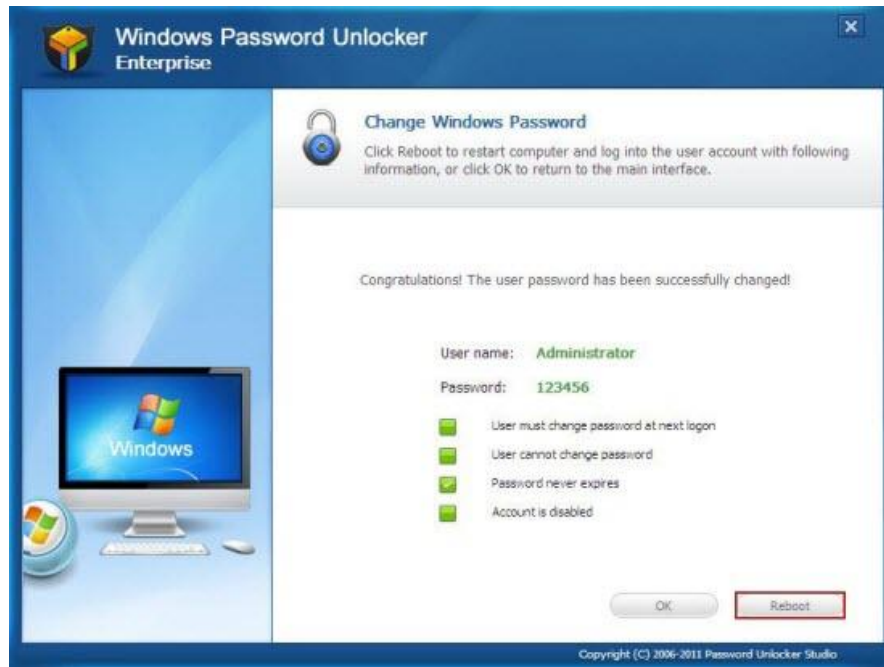 Windows Password Unlocker
Enterprise
Change Windows Password
Click Reboot to restart computer and log into the user account with following
information, or click OK to return to the main interface.
Congratulations! The user password has been successfully changed!
User name: Administrator
Password: 123456
User must change password at next logon
User cannot change password
Password never expires
Account is disabled
Windows
OK Reboot
Copyright (C) 2006-2011 Password Unlocker Studio